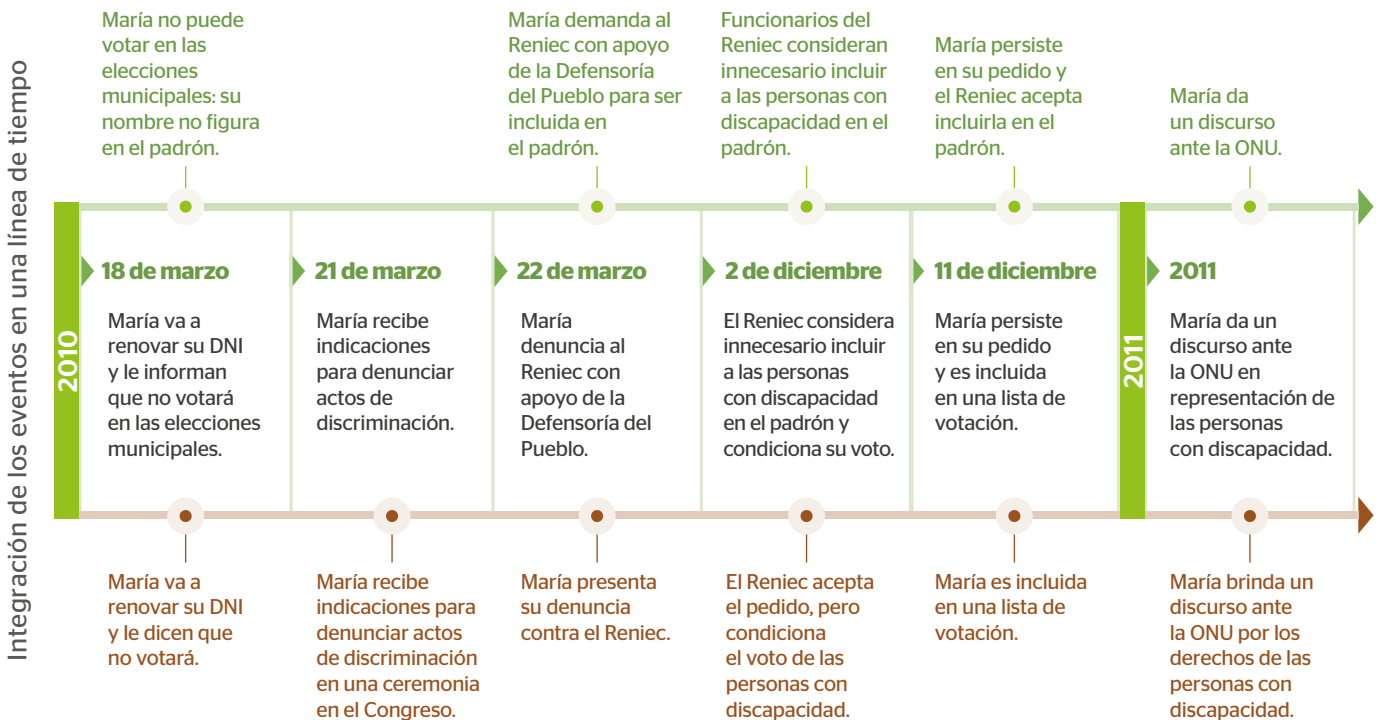 Integración de los eventos en una línea de tiempo
María no puede
votar en las
elecciones
municipales: su
nombre no figura
en el padrón.
María demanda al
Reniec con apoyo
de la Defensoría
del Pueblo para ser
incluida en
el padrón.
Funcionarios del
Reniec consideran
innecesario incluir
a las personas con
discapacidad en el
padrón.
María persiste
en su pedido y
el Reniec acepta
incluirla en el
padrón.
María da
un discurso
ante la ONU.
2010
18 de marzo
María va a
renovar su DNI
y le informan
que no votará
en las elecciones
municipales.
21 de marzo
María recibe
indicaciones
para denunciar
actos de
discriminación.
22 de marzo
María
denuncia al
Reniec con
apoyo de la
Defensoría del
Pueblo.
2 de diciembre
El Reniec considera
innecesario incluir
a las personas
con discapacidad
en el padrón y
condiciona su voto.
11 de diciembre
María persiste
en su pedido
y es incluida
en una lista de
votación.
2011
2011
María da un
discurso ante
la ONU en
representación de
las personas
con discapacidad.
María va a
renovar su DNI
y le dicen que
no votará.
María recibe
indicaciones para
denunciar actos
de discriminación
en una ceremonia
en el Congreso.
María presenta
su denuncia
contra el Reniec.
El Reniec acepta
el pedido, pero
condiciona
el voto de las
personas con
discapacidad.
María es incluida
en una lista de
votación.
María brinda un
discurso ante
la ONU por los
derechos de las
personas con
discapacidad.